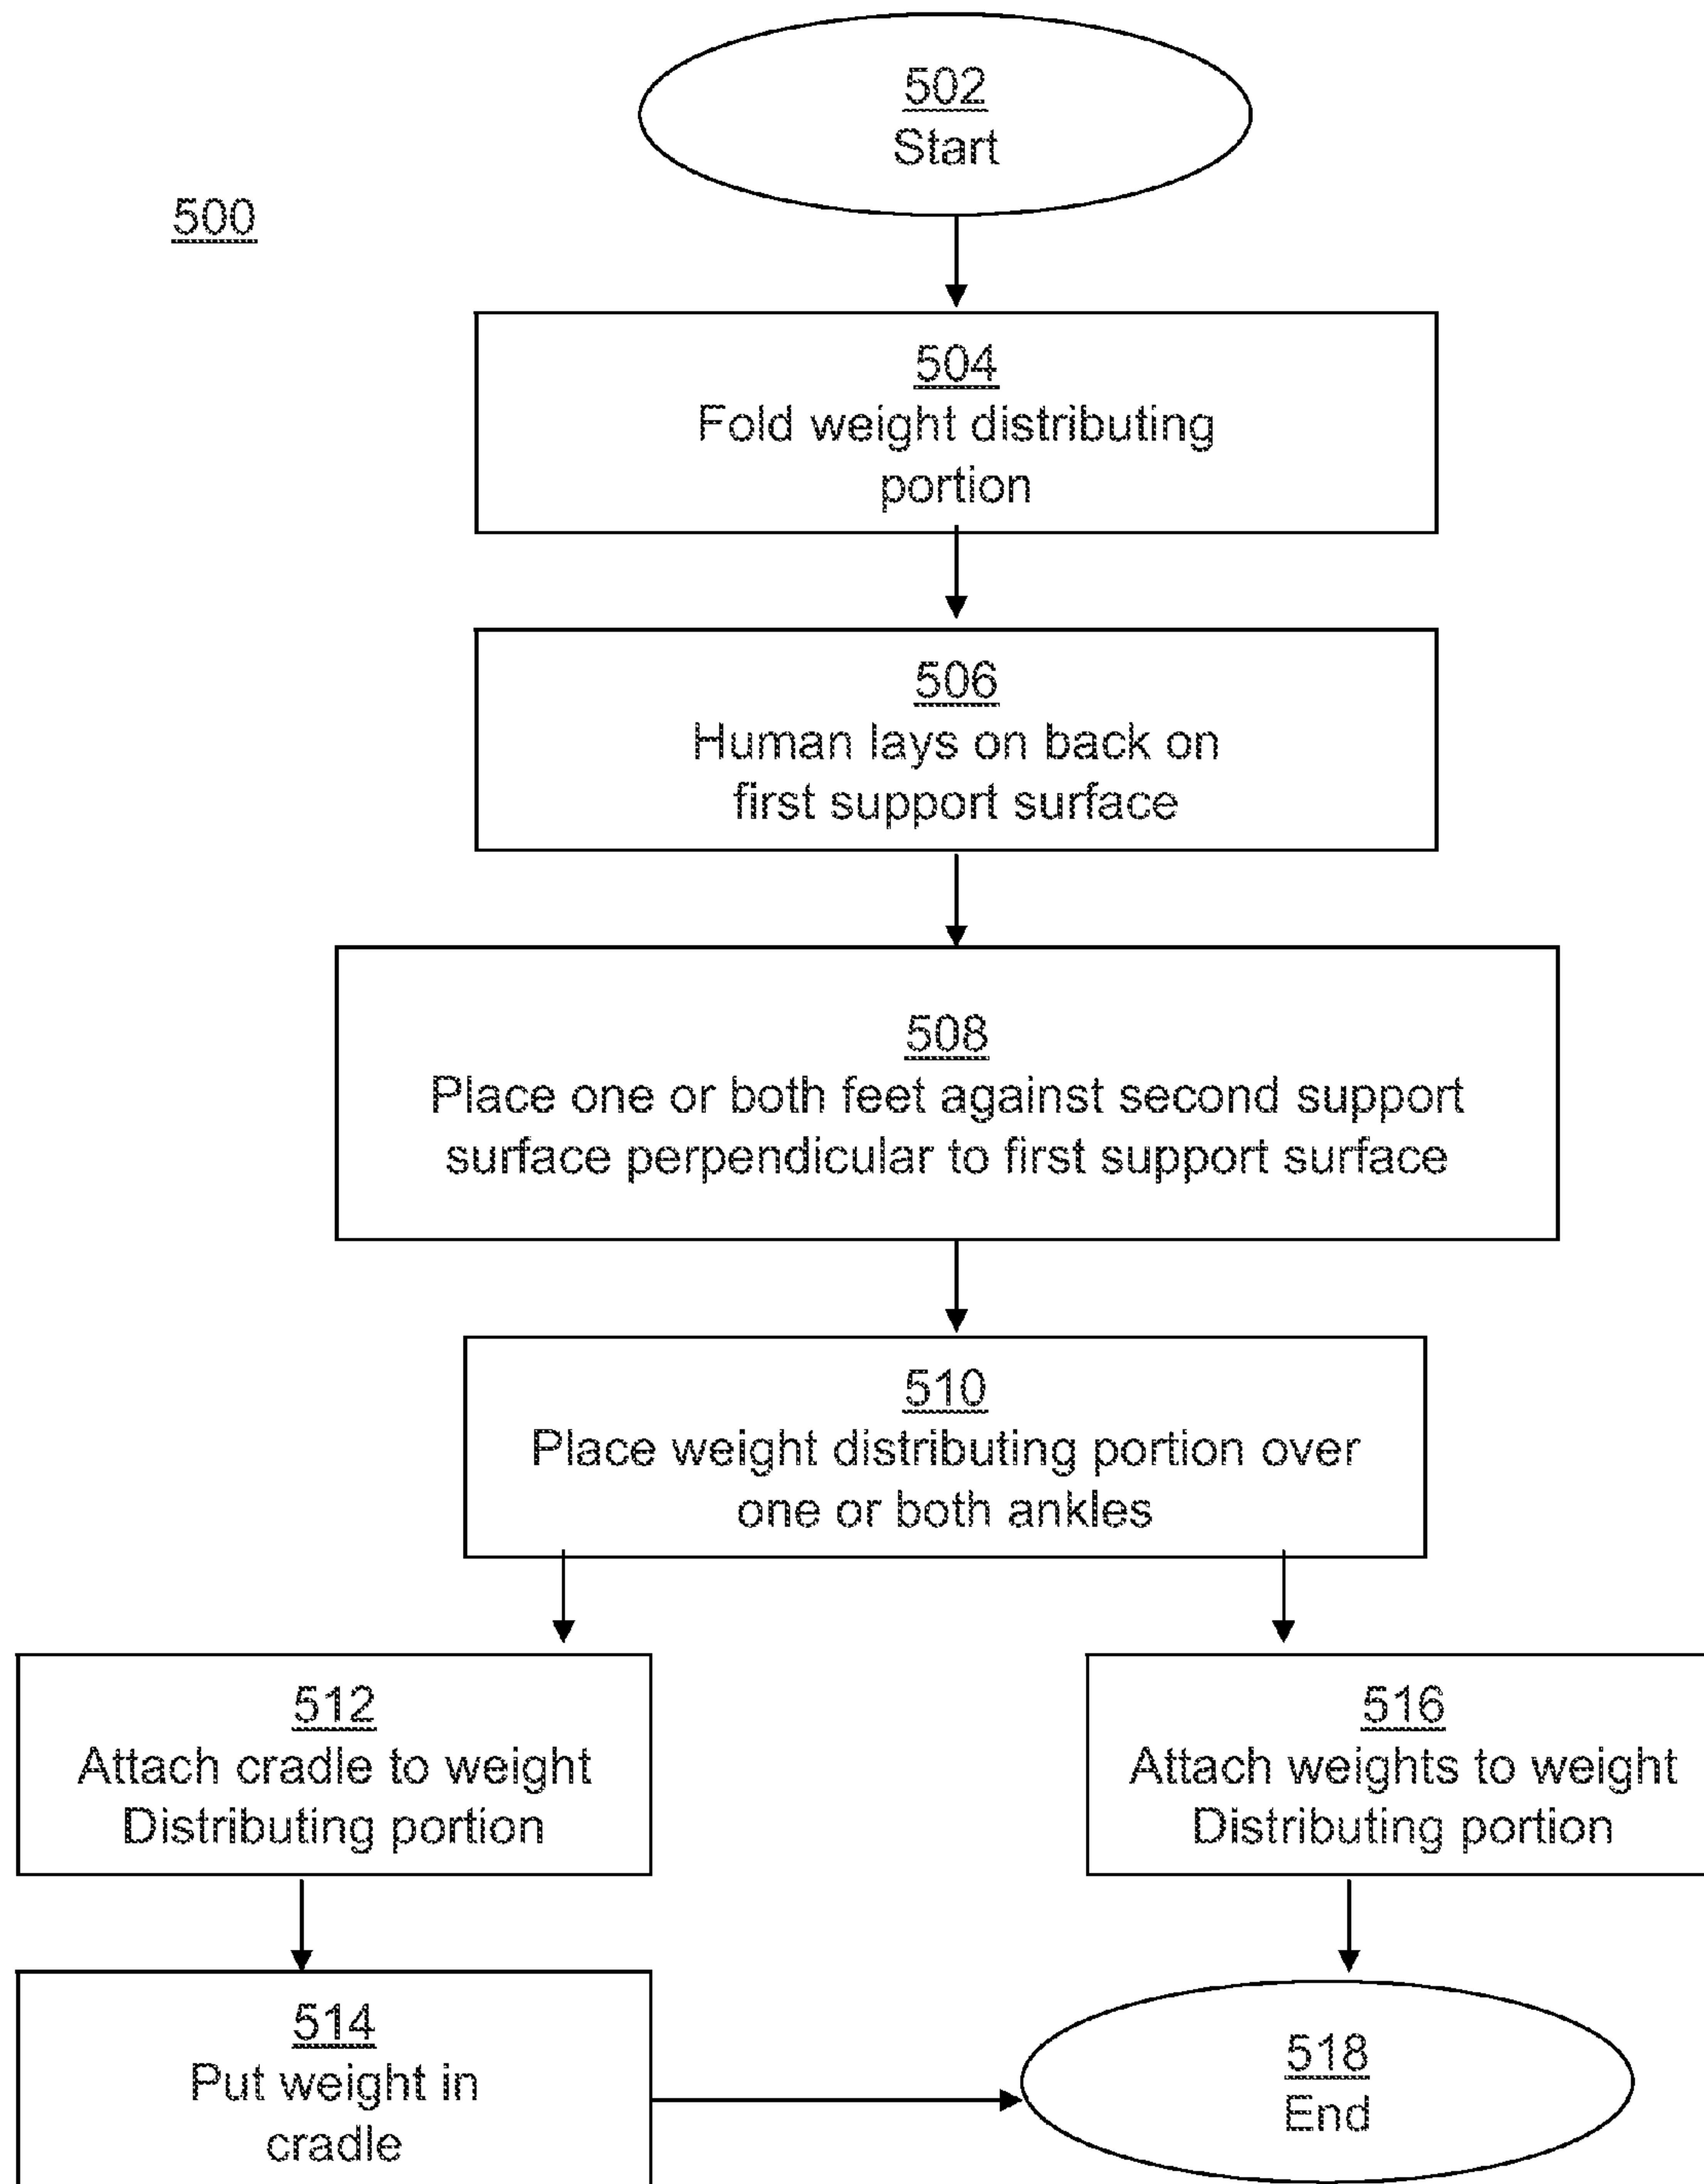 502
Start
500
504
Fold weight distributing
portion
506
Human lays on back on
first support surface
508
Place one or both feet against second support
surface perpendicular to first support surface
510
Place weight distributing portion over
one or both ankles
512
Attach cradle to weight
Distributing portion
516
Attach weights to weight
Distributing portion
514
Put weight in
cradle
518
End